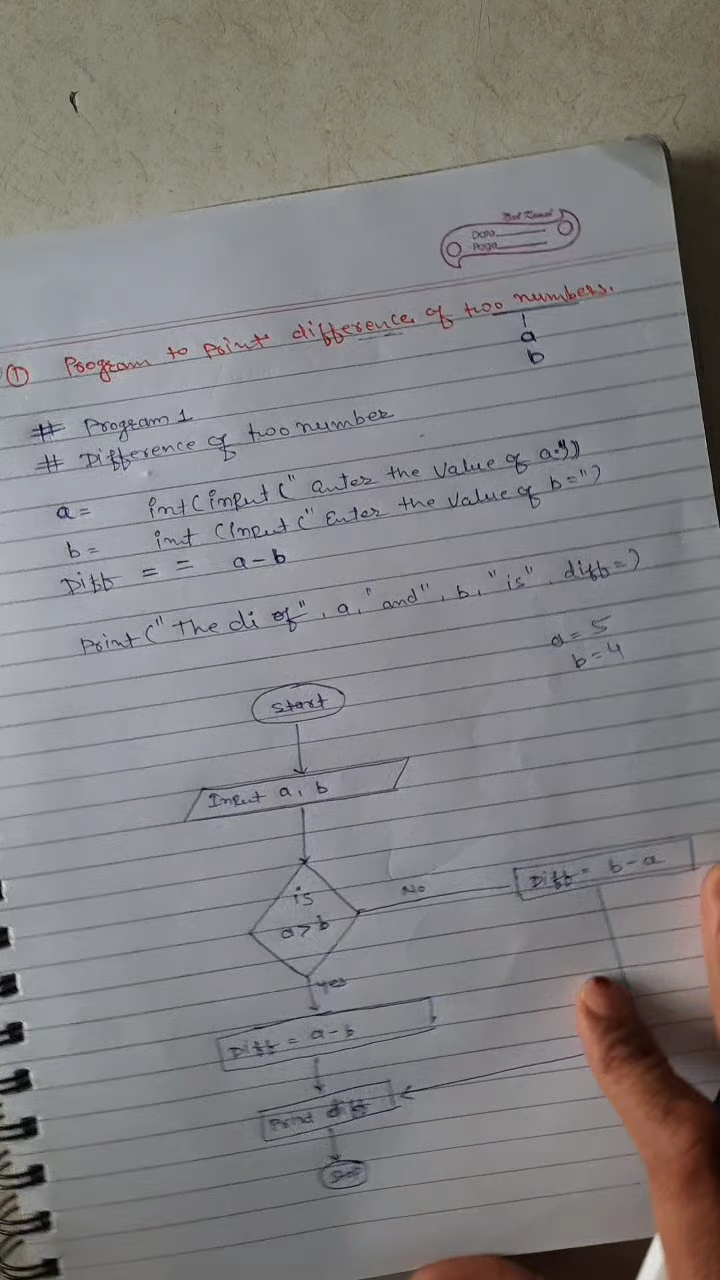 Date
Page
① Program to print difference of two numbers.
a
b
# Program 1
# Difference of two number
a = int(input(" anter the value of a="))
b = int (input (" Enter the value of b=")
Diff = = a-b
Print (" The di of", a, "and", b, "is", diff=)
a = 5
b = 4
Start
Input a, b
is
a > b
No
Diff = b - a
yes
Diff = a - b
Print diff